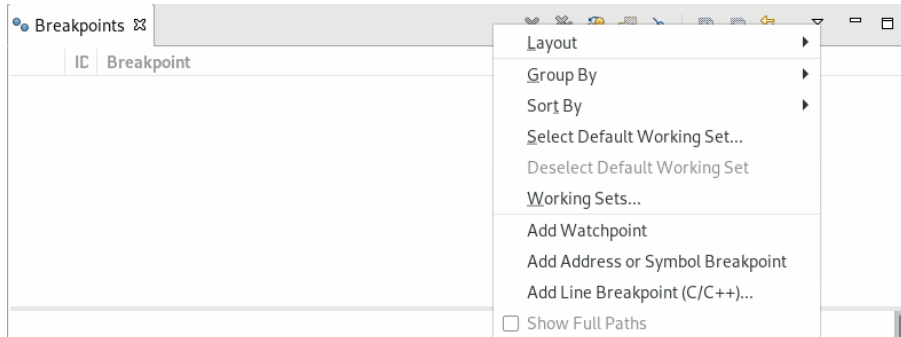 Breakpoints
ID Breakpoint
Layout
Group By
Sort By
Select Default Working Set...
Deselect Default Working Set
Working Sets...
Add Watchpoint
Add Address or Symbol Breakpoint
Add Line Breakpoint (C/C++)...
Show Full Paths